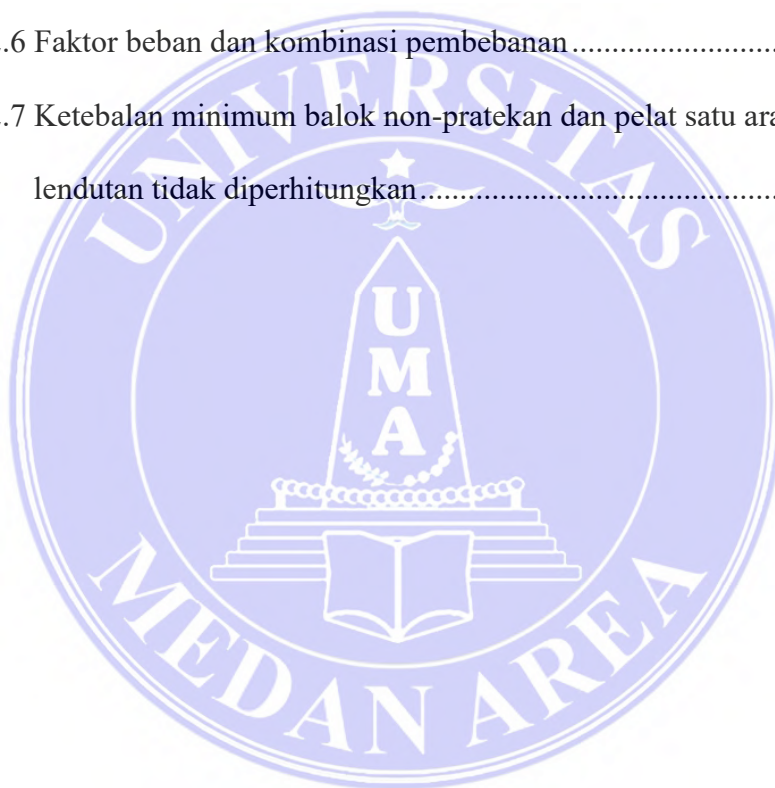 .6 Faktor beban dan kombinasi pembebanan............................
.7 Ketebalan minimum balok non-pratekan dan pelat satu ara
lendutan tidak diperhitungkan................................................
UNIVERSITAS
UMA
MEDAN AREA